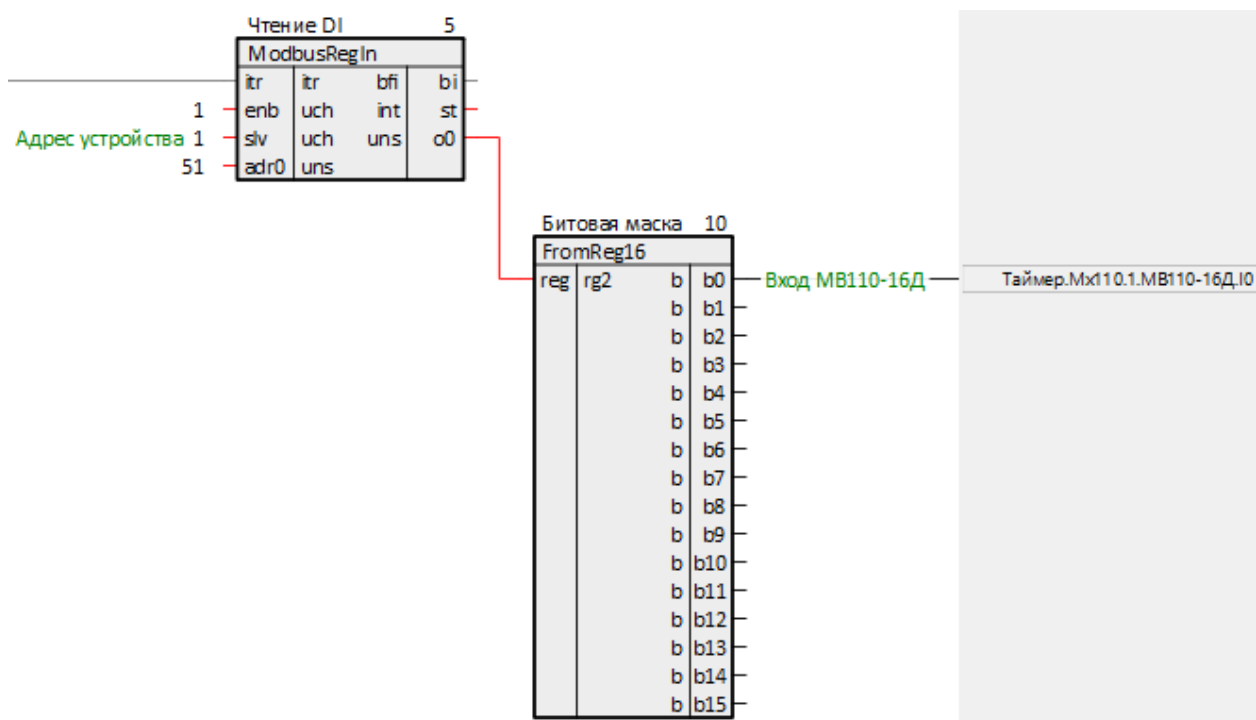 Чтение DI 5
ModbusRegIn
itr itr bfi bi
1 enb uch int st
Адрес устройства 1 slv uch uns o0
51 adr0 uns
Битовая маска 10
FromReg16
reg rg2 b b0 Вход МВ110-16Д Таймер.Мх110.1.МВ110-16Д.I0
b b1
b b2
b b3
b b4
b b5
b b6
b b7
b b8
b b9
b b10
b b11
b b12
b b13
b b14
b b15